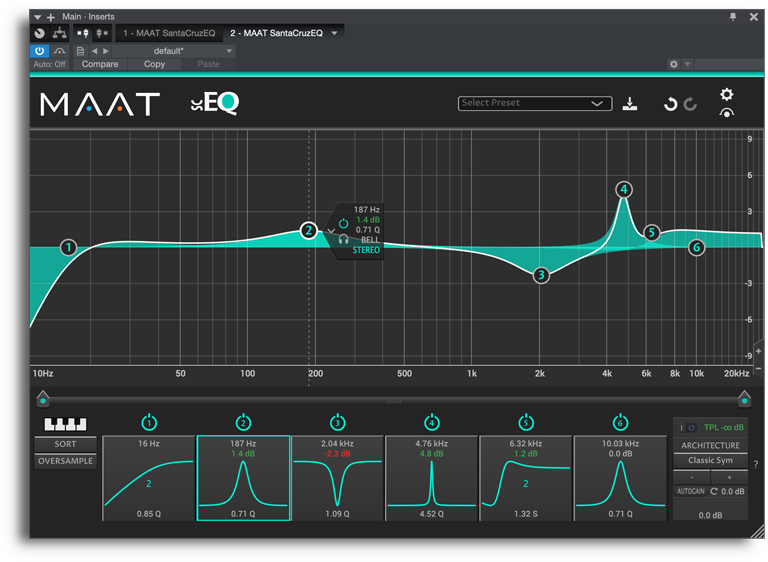 Main - Inserts
1 - MAAT SantaCruzEQ
2 - MAAT SantaCruzEQ
default*
Auto: Off
Compare
Copy
Paste
MAAT
scEQ
Select Preset
9
6
3
-3
-6
-9
1
2
3
4
5
6
187 Hz
1.4 dB
0.71 Q
BELL
STEREO
+
-
10Hz
50
100
200
500
1k
2k
4k
6k
8k
10k
20kHz
SORT
OVERSAMPLE
1
16 Hz
2
0.85 Q
2
187 Hz
1.4 dB
0.71 Q
3
2.04 kHz
-2.3 dB
1.09 Q
4
4.76 kHz
4.8 dB
4.52 Q
5
6.32 kHz
1.2 dB
2
1.32 S
6
10.03 kHz
0.0 dB
0.71 Q
TPL -∞ dB
ARCHITECTURE
Classic Sym
- +
AUTOGAIN 0.0 dB
0.0 dB
?